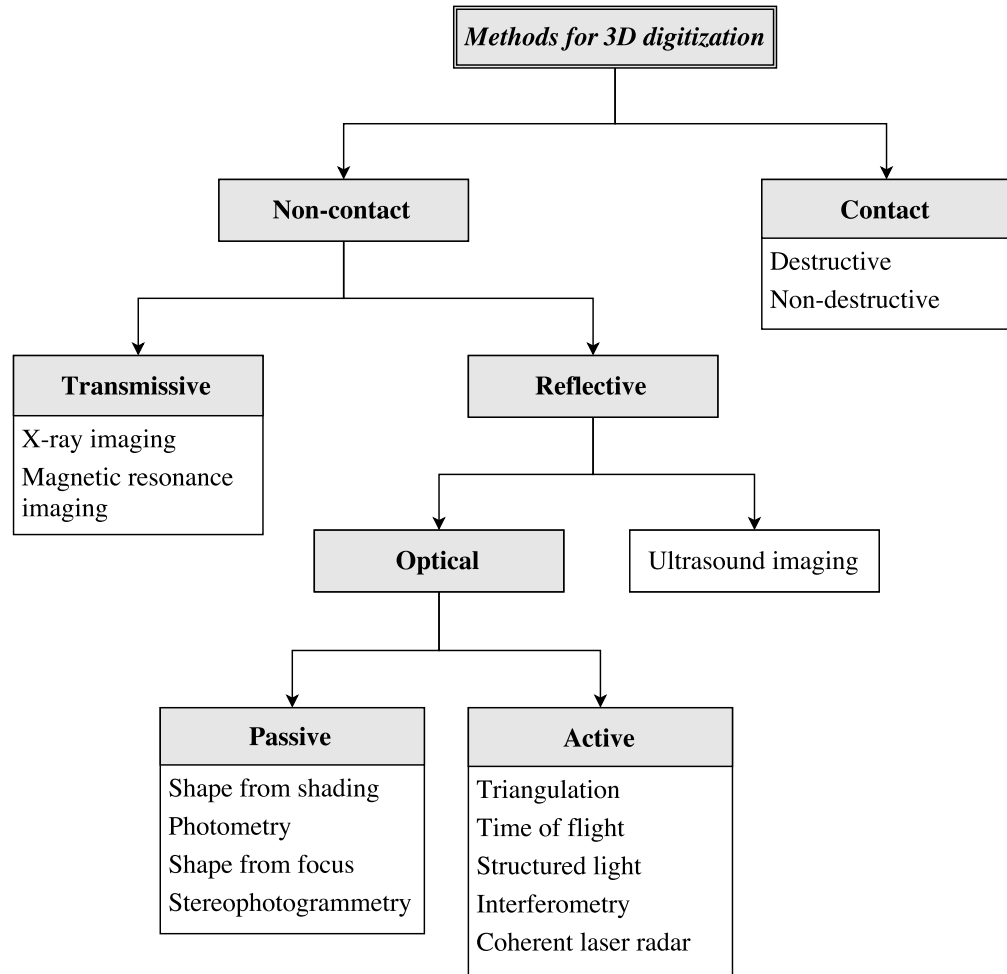 Methods for 3D digitization
Non-contact
Contact
Destructive
Non-destructive
Transmissive
X-ray imaging
Magnetic resonance
imaging
Reflective
Optical
Ultrasound imaging
Passive
Shape from shading
Photometry
Shape from focus
Stereophotogrammetry
Active
Triangulation
Time of flight
Structured light
Interferometry
Coherent laser radar